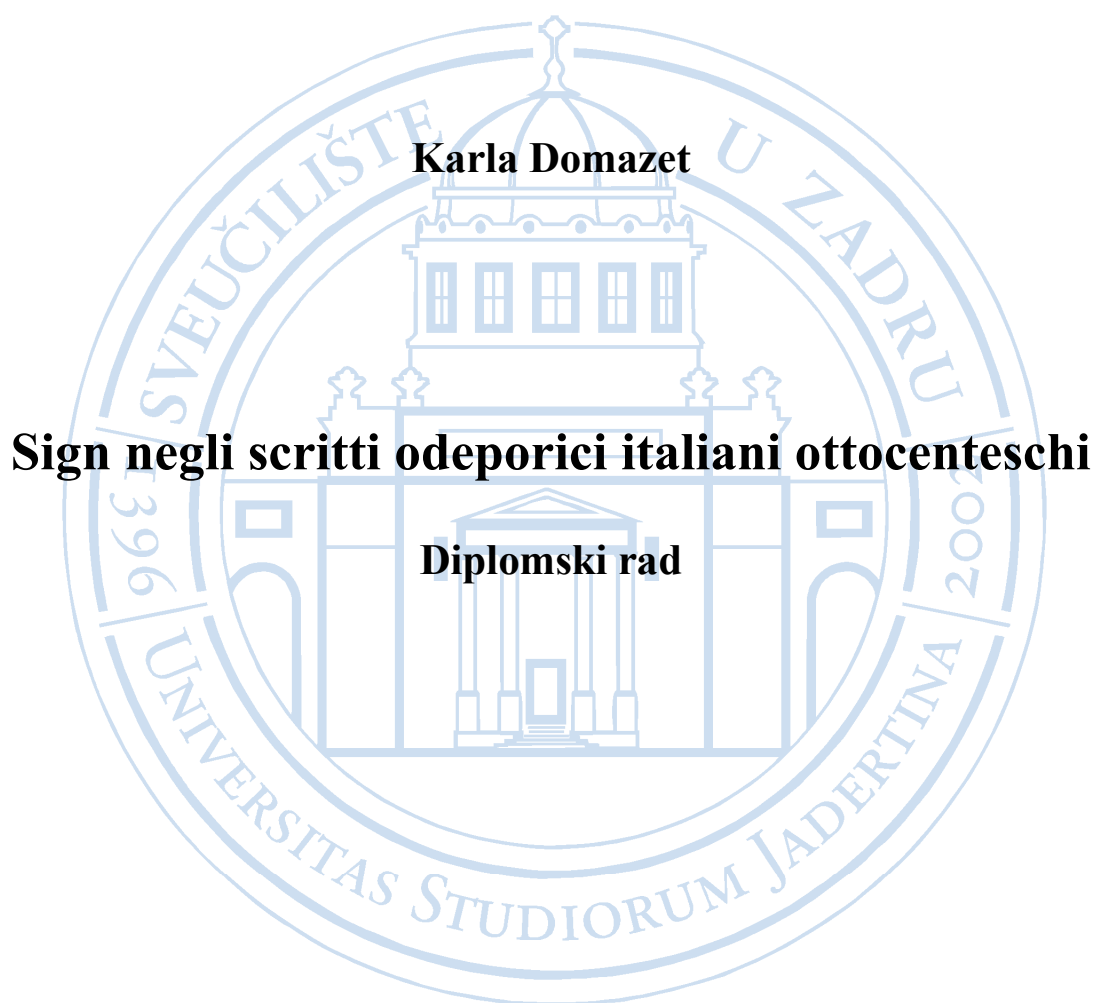 Karla Domazet
Sign negli scritti odeporici italiani ottocenteschi
Diplomski rad
SVEUČILIŠTE U ZADRU
1396
2002
UNIVERSITAS STUDIORUM JADERTINA